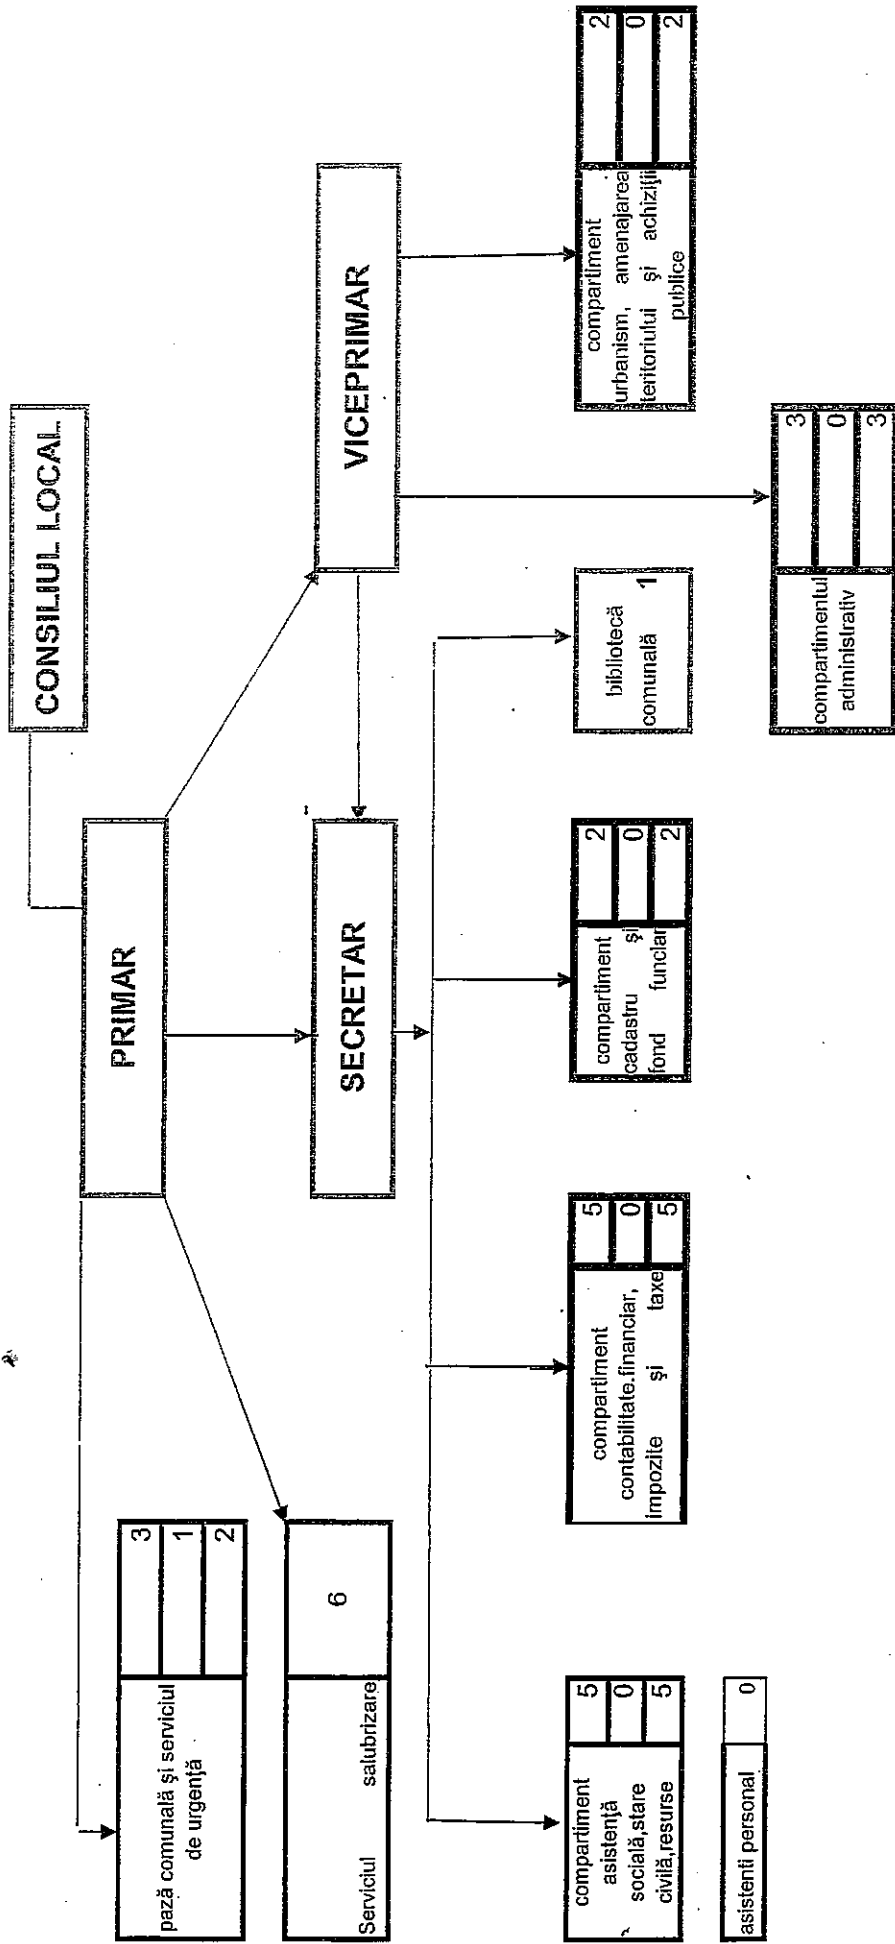 CONSILIUL LOCAL
PRIMAR
pază comunală şi serviciul
de urgenţă
3
1
2
Serviciul salubrizare
6
SECRETAR
VICEPRIMAR
compartiment
asistenţă
socială,stare
civilă,resurse
5
0
5
compartiment
contabilitate.financiar,
impozite şi taxe
5
0
5
compartiment
cadastru şi
fond funciar
2
0
2
bibliotecă
comunală 1
compartiment
urbanism, amenajarea
teritoriului şi achiziţii
publice
2
0
2
asistenti personal 0
compartimentul
administrativ
3
0
3